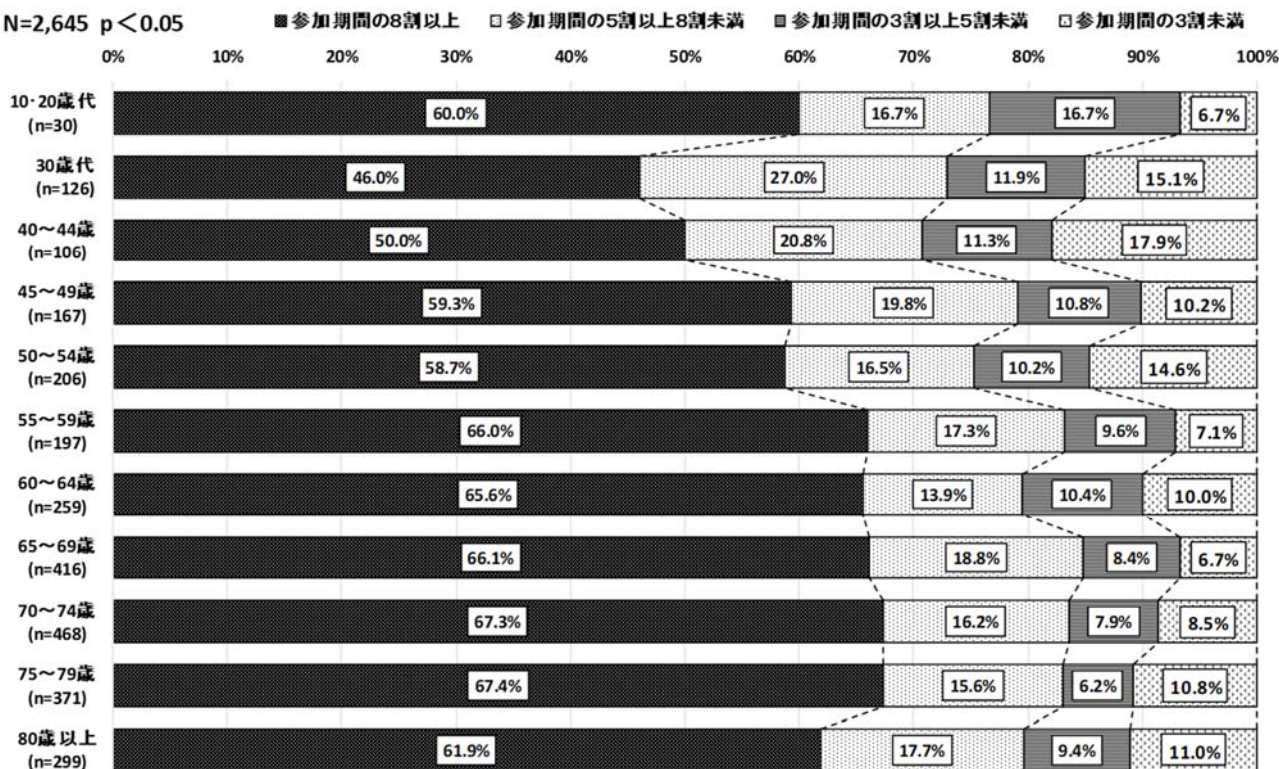 N=2,645 p＜0.05
■参加期間の8割以上 □参加期間の5割以上8割未満 ■参加期間の3割以上5割未満 □参加期間の3割未満
0% 10% 20% 30% 40% 50% 60% 70% 80% 90% 100%
10･20歳代 60.0% 16.7% 16.7% 6.7%
(n=30)
30歳代 46.0% 27.0% 11.9% 15.1%
(n=126)
40～44歳 50.0% 20.8% 11.3% 17.9%
(n=106)
45～49歳 59.3% 19.8% 10.8% 10.2%
(n=167)
50～54歳 58.7% 16.5% 10.2% 14.6%
(n=206)
55～59歳 66.0% 17.3% 9.6% 7.1%
(n=197)
60～64歳 65.6% 13.9% 10.4% 10.0%
(n=259)
65～69歳 66.1% 18.8% 8.4% 6.7%
(n=416)
70～74歳 67.3% 16.2% 7.9% 8.5%
(n=468)
75～79歳 67.4% 15.6% 6.2% 10.8%
(n=371)
80歳以上 61.9% 17.7% 9.4% 11.0%
(n=299)